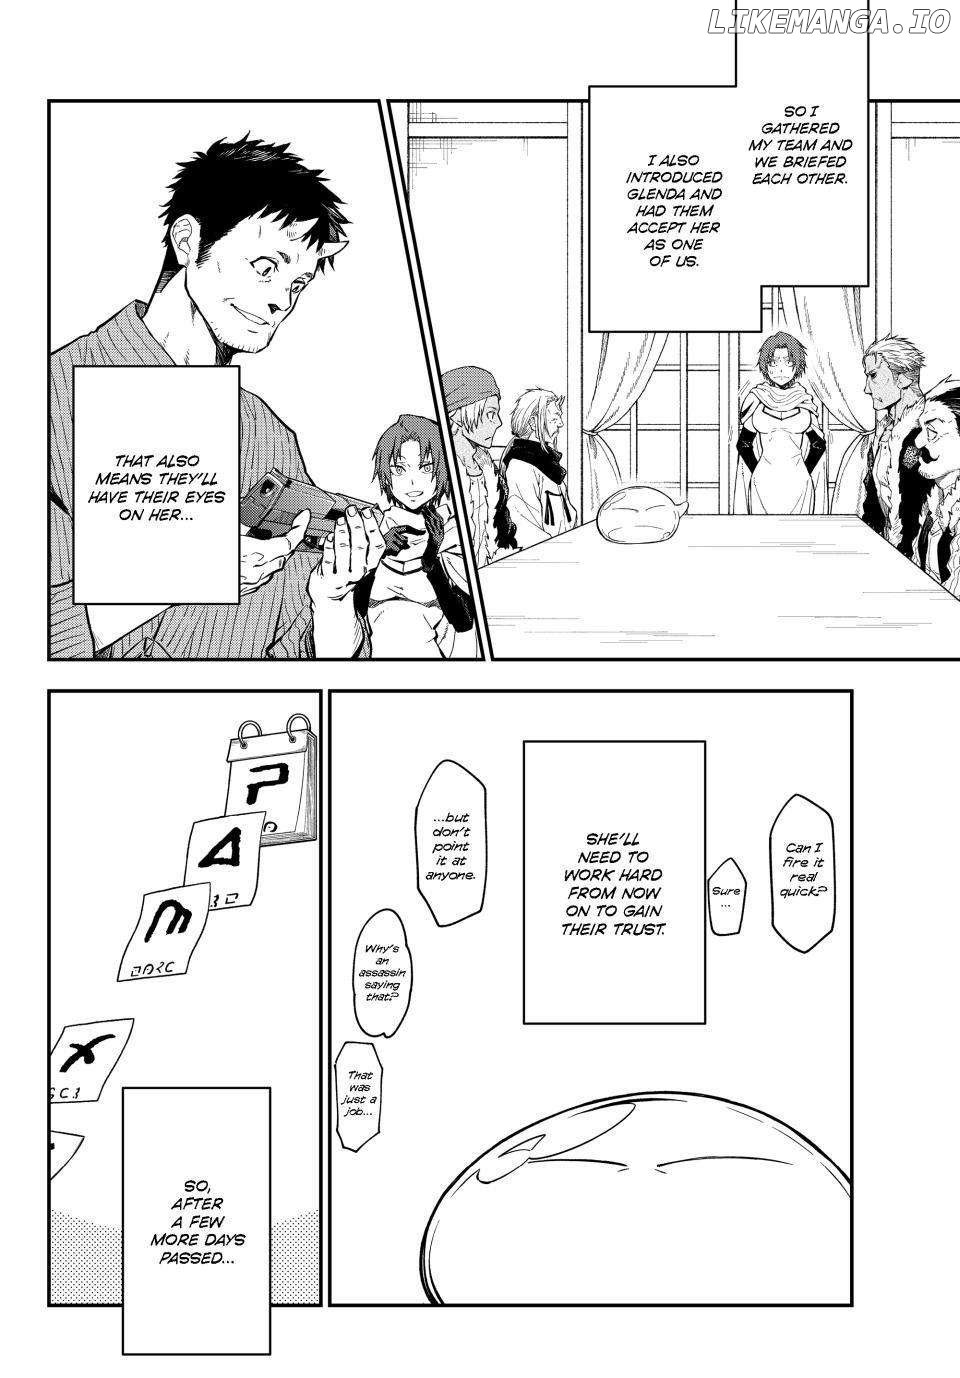 LIKEMANGA.IO
SO I
GATHERED
MY TEAM AND
WE BRIEFED
EACH OTHER.
I ALSO
INTRODUCED
GLENDA AND
HAD THEM
ACCEPT HER
AS ONE
OF US.
THAT ALSO
MEANS THEY'LL
HAVE THEIR EYES
ON HER...
Can I
fire it
real
quick?
Sure
...
SHE'LL
NEED TO
WORK HARD
FROM NOW
ON TO GAIN
THEIR TRUST.
...but
don't
point
it at
anyone.
Why's
an
assassin
saying
that?
That
was
just a
job...
SO,
AFTER
A FEW
MORE DAYS
PASSED...